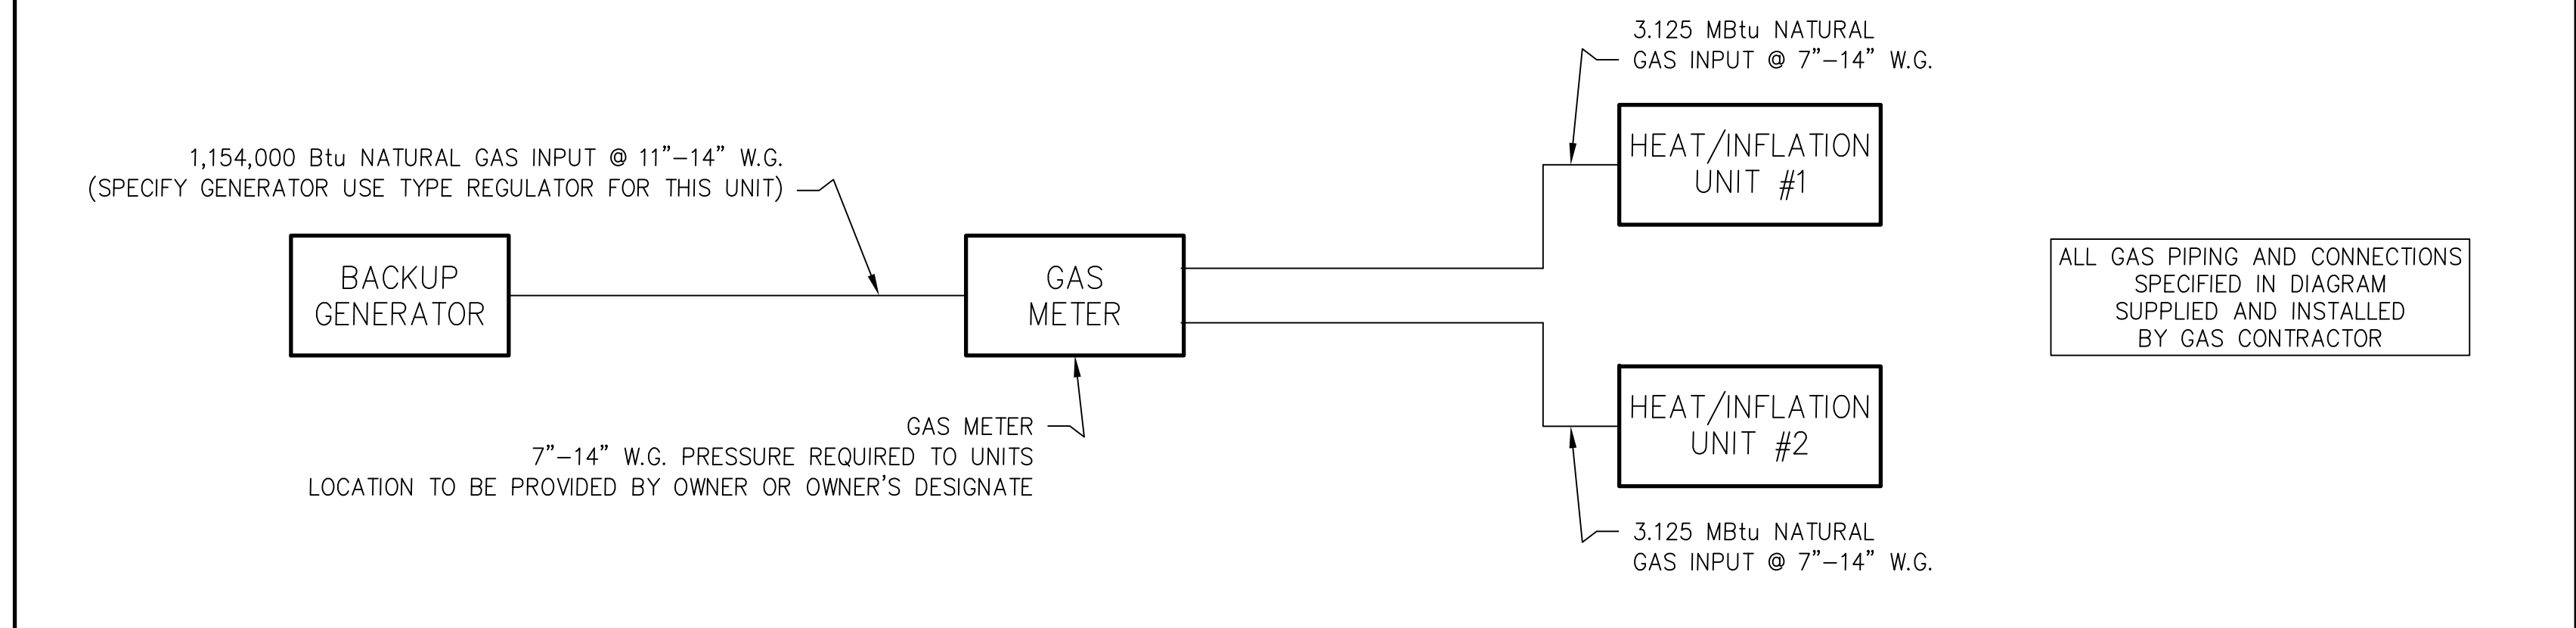 3.125 MBtu NATURAL
GAS INPUT @ 7”–14” W.G.
HEAT/INFLATION
UNIT #1
1,154,000 Btu NATURAL GAS INPUT @ 11”–14” W.G.
(SPECIFY GENERATOR USE TYPE REGULATOR FOR THIS UNIT)
BACKUP
GENERATOR
GAS
METER
ALL GAS PIPING AND CONNECTIONS
SPECIFIED IN DIAGRAM
SUPPLIED AND INSTALLED
BY GAS CONTRACTOR
GAS METER
7”–14” W.G. PRESSURE REQUIRED TO UNITS
LOCATION TO BE PROVIDED BY OWNER OR OWNER’S DESIGNATE
HEAT/INFLATION
UNIT #2
3.125 MBtu NATURAL
GAS INPUT @ 7”–14” W.G.